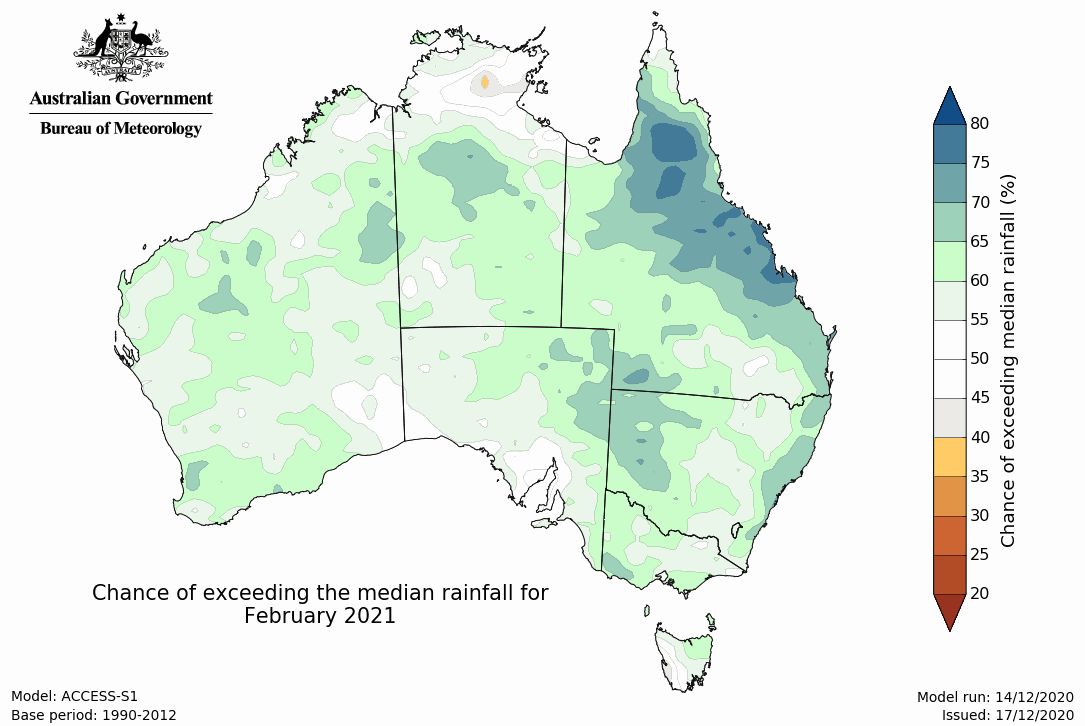 Australian Government
Bureau of Meteorology
80
75
70
65
60
55
50
45
40
35
30
25
20
Chance of exceeding median rainfall (%)
Chance of exceeding the median rainfall for
February 2021
Model: ACCESS-S1
Base period: 1990-2012
Model run: 14/12/2020
Issued: 17/12/2020